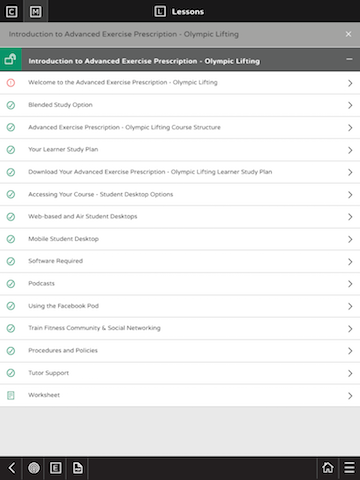 C M L Lessons
Introduction to Advanced Exercise Prescription - Olympic Lifting
Introduction to Advanced Exercise Prescription - Olympic Lifting
Welcome to the Advanced Exercise Prescription - Olympic Lifting
Blended Study Option
Advanced Exercise Prescription - Olympic Lifting Course Structure
Your Learner Study Plan
Download Your Advanced Exercise Prescription - Olympic Lifting Learner Study Plan
Accessing Your Course - Student Desktop Options
Web-based and Air Student Desktops
Mobile Student Desktop
Software Required
Podcasts
Using the Facebook Pod
Train Fitness Community & Social Networking
Procedures and Policies
Tutor Support
Worksheet
E